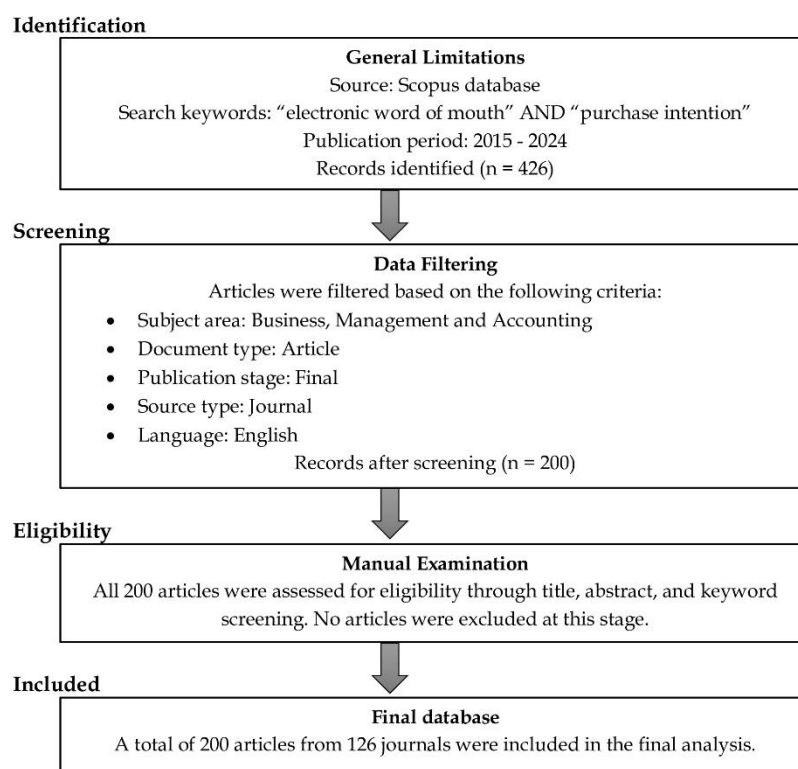 Identification
General Limitations
Source: Scopus database
Search keywords: “electronic word of mouth” AND “purchase intention”
Publication period: 2015 - 2024
Records identified (n = 426)
Screening
Data Filtering
Articles were filtered based on the following criteria:
• Subject area: Business, Management and Accounting
• Document type: Article
• Publication stage: Final
• Source type: Journal
• Language: English
Records after screening (n = 200)
Eligibility
Manual Examination
All 200 articles were assessed for eligibility through title, abstract, and keyword
screening. No articles were excluded at this stage.
Included
Final database
A total of 200 articles from 126 journals were included in the final analysis.